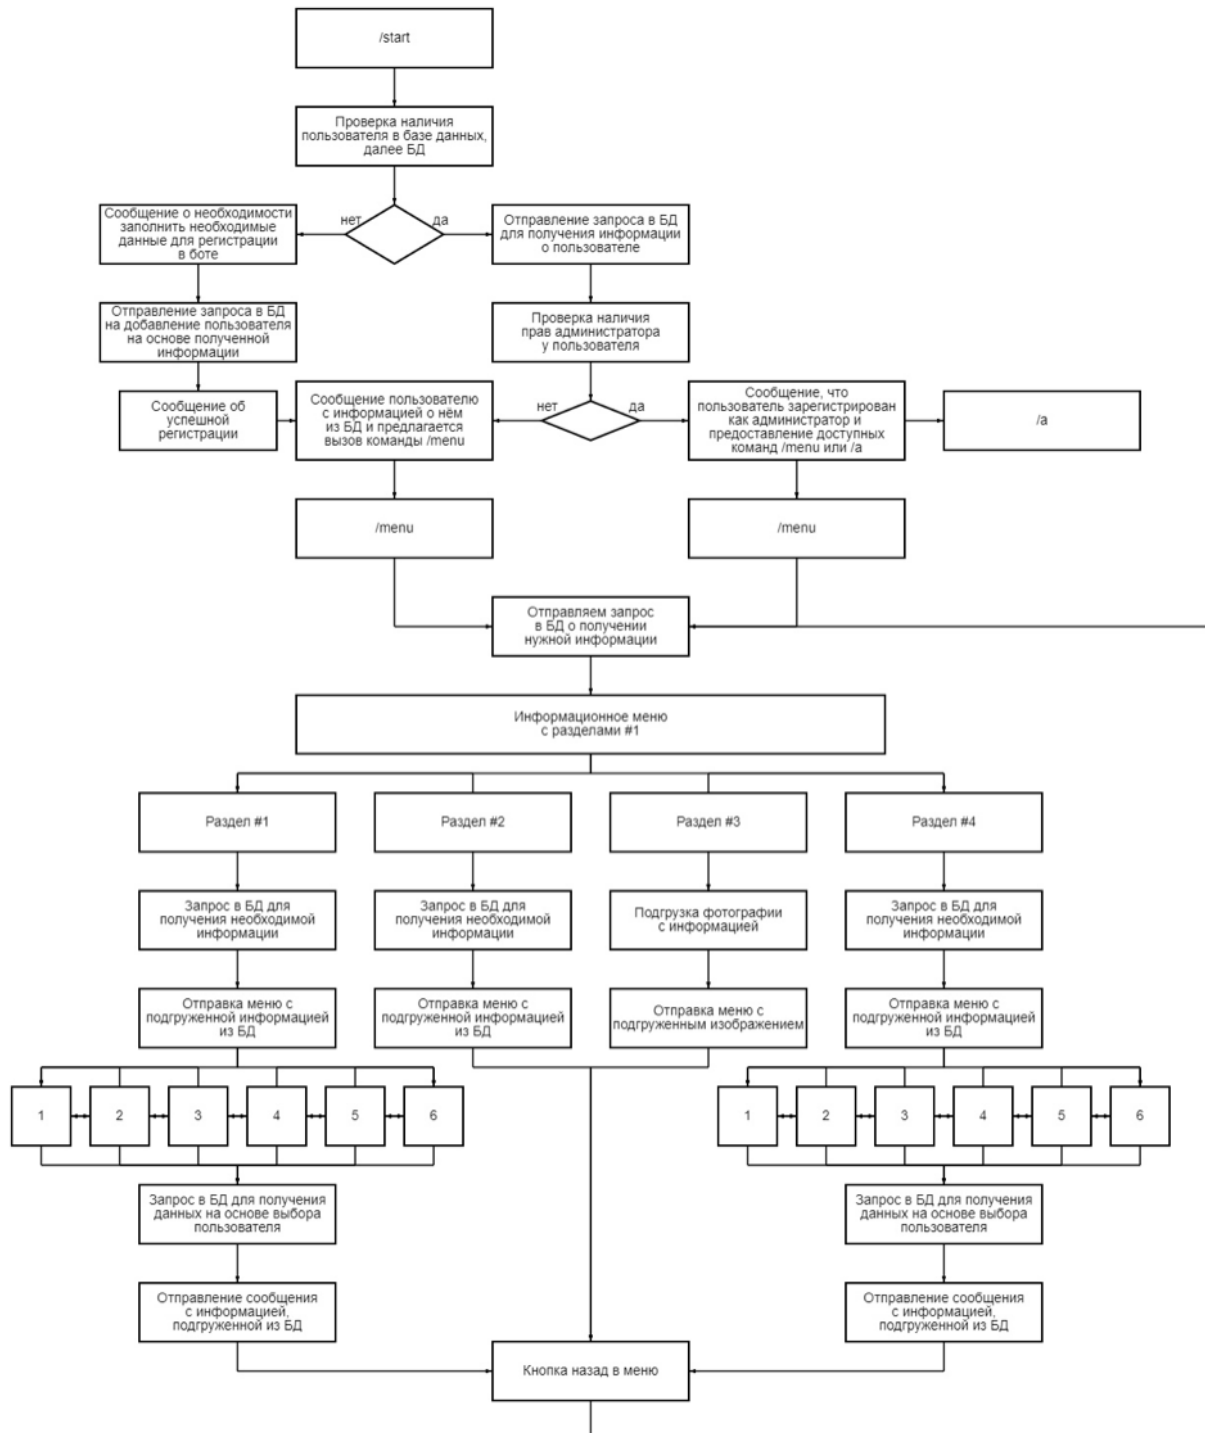 /start
Проверка наличия
пользователя в базе данных,
далее БД
нет
да
Сообщение о необходимости
заполнить необходимые
данные для регистрации
в боте
Отправление запроса в БД
для получения информации
о пользователе
Отправление запроса в БД
на добавление пользователя
на основе полученной
информации
Проверка наличия
прав администратора
у пользователя
Сообщение об
успешной
регистрации
Сообщение пользователю
с информацией о нём
из БД и предлагается
вызов команды /menu
нет
да
Сообщение, что
пользователь зарегистрирован
как администратор и
предоставление доступных
команд /menu или /a
/a
/menu
/menu
Отправляем запрос
в БД о получении
нужной информации
Информационное меню
с разделами #1
Раздел #1
Раздел #2
Раздел #3
Раздел #4
Запрос в БД для
получения необходимой
информации
Запрос в БД для
получения необходимой
информации
Подгрузка фотографии
с информацией
Запрос в БД для
получения необходимой
информации
Отправка меню с
подгруженной информацией
из БД
Отправка меню с
подгруженной информацией
из БД
Отправка меню с
подгруженным изображением
Отправка меню с
подгруженной информацией
из БД
1
2
3
4
5
6
1
2
3
4
5
6
Запрос в БД для получения
данных на основе выбора
пользователя
Запрос в БД для получения
данных на основе выбора
пользователя
Отправление сообщения
с информацией,
подгруженной из БД
Отправление сообщения
с информацией,
подгруженной из БД
Кнопка назад в меню